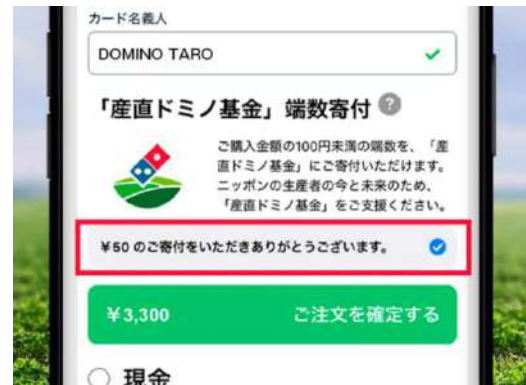 カード名義人
DOMINO TARO
「産直ドミノ基金」端数寄付 ?
ご購入金額の100円未満の端数を、「産
直ドミノ基金」にご寄付いただけます。
ニッポンの生産者の今と未来のため、
「産直ドミノ基金」をご支援ください。
¥50 のご寄付をいただきありがとうございます。
¥3,300 ご注文を確定する
現金